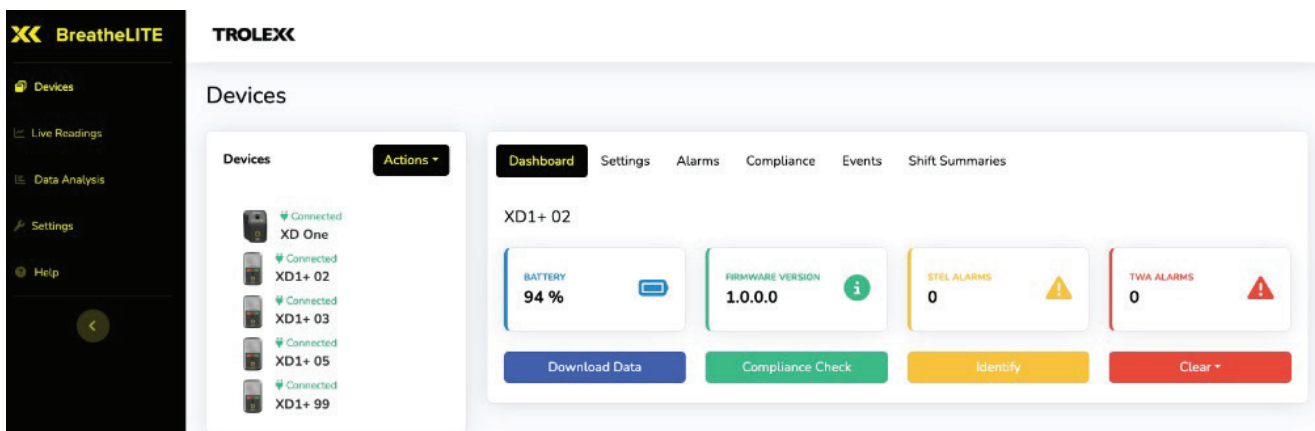 BreatheLITE
TROLEX
Devices
Live Readings
Data Analysis
Settings
Help
Devices
Devices
Actions
Connected
XD One
Connected
XD1+ 02
Connected
XD1+ 03
Connected
XD1+ 05
Connected
XD1+ 99
Dashboard Settings Alarms Compliance Events Shift Summaries
XD1+ 02
BATTERY
94 %
FIRMWARE VERSION
1.0.0.0
STEL ALARMS
0
TWA ALARMS
0
Download Data
Compliance Check
Identify
Clear